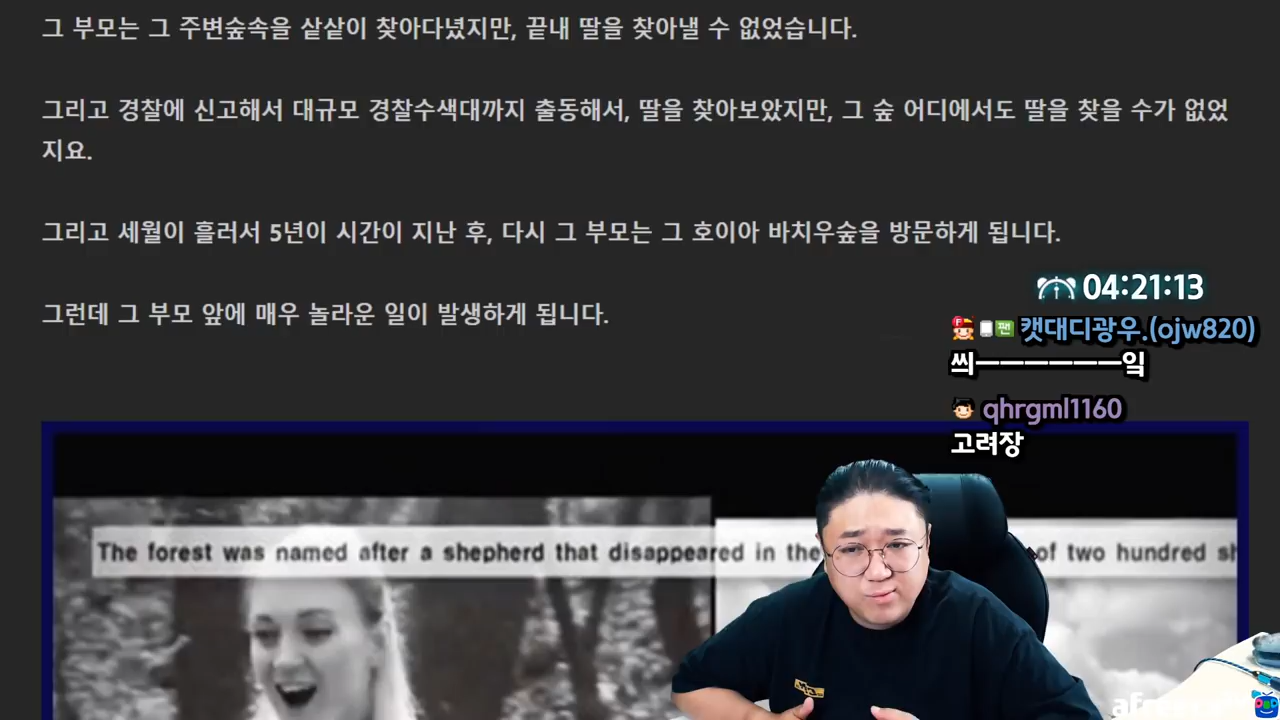 그 부모는 그 주변숲속을 샅샅이 찾아다녔지만, 끝내 딸을 찾아낼 수 없었습니다.
그리고 경찰에 신고해서 대규모 경찰수색대까지 출동해서, 딸을 찾아보았지만, 그 숲 어디에서도 딸을 찾을 수가 없었
지요.
그리고 세월이 흘러서 5년이 시간이 지난 후, 다시 그 부모는 그 호이아 바치우숲을 방문하게 됩니다.
그런데 그 부모 앞에 매우 놀라운 일이 발생하게 됩니다.
04:21:13
F 팬 캣대디광우.(ojw820)
씌ㅡㅡㅡㅡㅡㅡㅡ잌
qhrgml1160
고려장
The forest was named after a shepherd that disappeared in the of two hundred sh